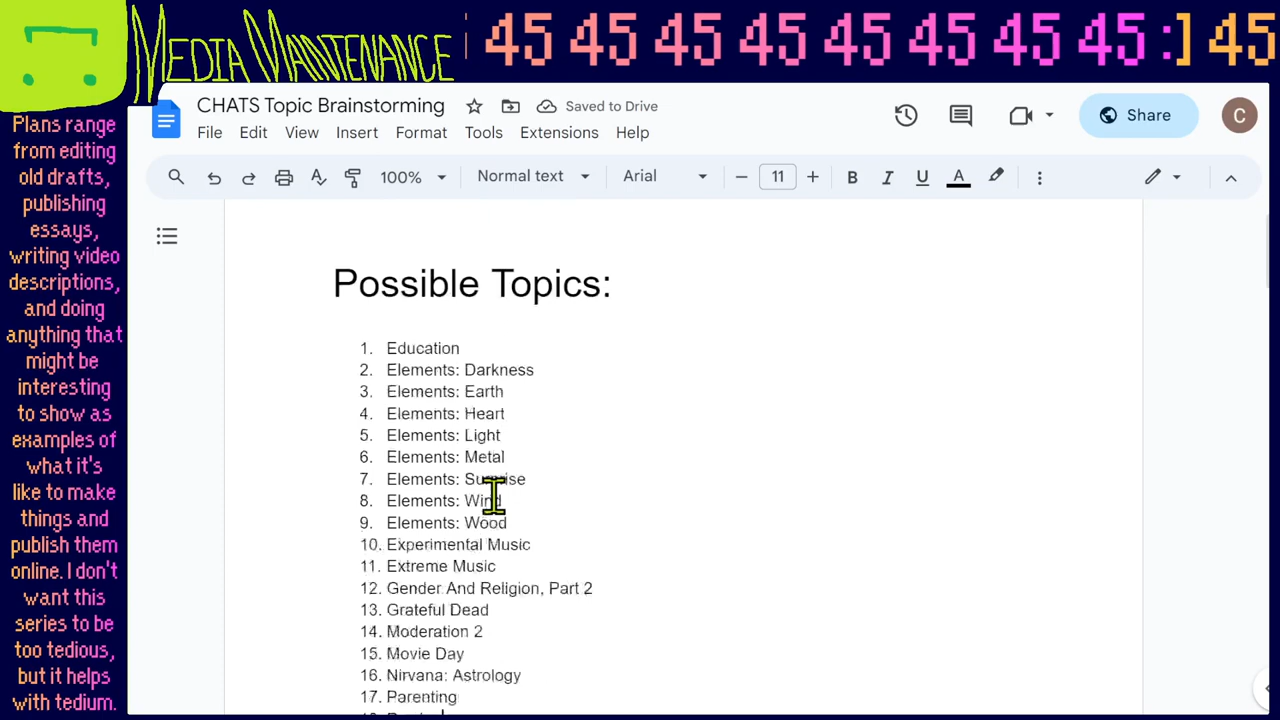 MEDIA MAINTENANCE
45 45 45 45 45 45 45 45 :] 45
Plans range
from editing
old drafts,
publishing
essays,
writing video
descriptions,
and doing
anything that
might be
interesting
to show as
examples of
what it's
like to make
things and
publish them
online. I don't
want this
series to be
too tedious,
but it helps
with tedium.
CHATS Topic Brainstorming
Saved to Drive
File Edit View Insert Format Tools Extensions Help
Share
C
100% Normal text Arial 11 B I U A
Possible Topics:
1. Education
2. Elements: Darkness
3. Elements: Earth
4. Elements: Heart
5. Elements: Light
6. Elements: Metal
7. Elements: Surprise
8. Elements: Wind
9. Elements: Wood
10. Experimental Music
11. Extreme Music
12. Gender And Religion, Part 2
13. Grateful Dead
14. Moderation 2
15. Movie Day
16. Nirvana: Astrology
17. Parenting